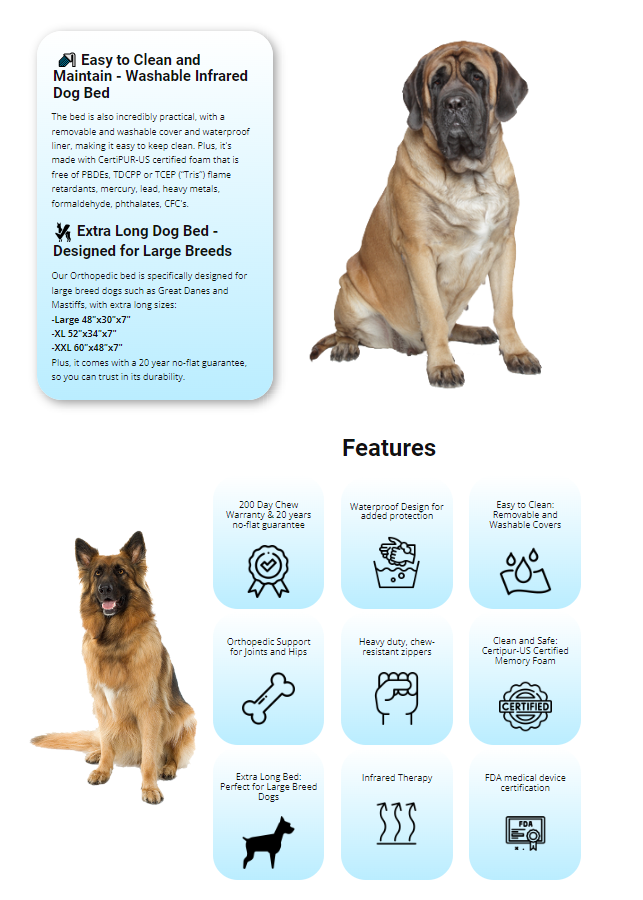 Easy to Clean and
Maintain - Washable Infrared
Dog Bed
The bed is also incredibly practical, with a
removable and washable cover and waterproof
liner, making it easy to keep clean. Plus, it's
made with CertiPUR-US certified foam that is
free of PBDEs, TDCPP or TCEP ("Tris") flame
retardants, mercury, lead, heavy metals,
formaldehyde, phthalates, CFC's.
Extra Long Dog Bed -
Designed for Large Breeds
Our Orthopedic bed is specifically designed for
large breed dogs such as Great Danes and
Mastiffs, with extra long sizes:
-Large 48"x30"x7"
-XL 52"x34"x7"
-XXL 60"x48"x7"
Plus, it comes with a 20 year no-flat guarantee,
so you can trust in its durability.
Features
200 Day Chew
Warranty & 20 years
no-flat guarantee
Waterproof Design for
added protection
Easy to Clean:
Removable and
Washable Covers
Orthopedic Support
for Joints and Hips
Heavy duty, chew-
resistant zippers
Clean and Safe:
Certipur-US Certified
Memory Foam
CERTIFIED
Extra Long Bed:
Perfect for Large Breed
Dogs
Infrared Therapy
FDA medical device
certification
FDA